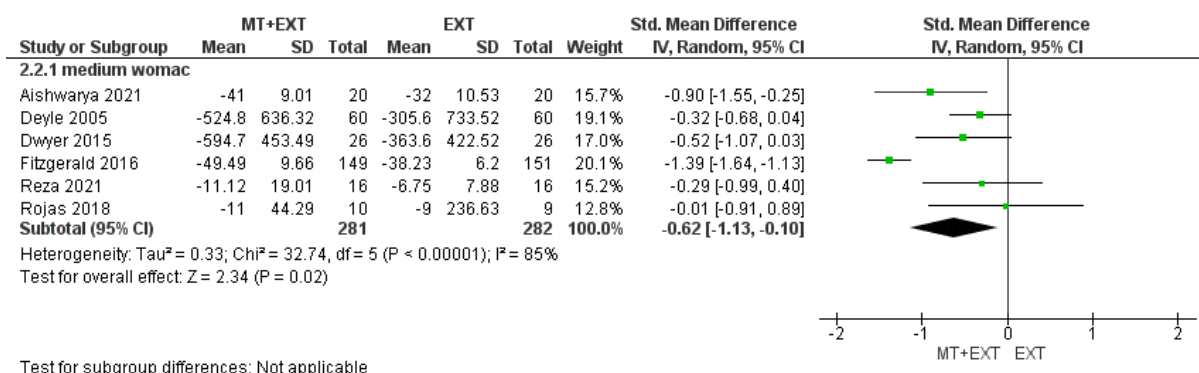 MT+EXT EXT Std. Mean Difference Std. Mean Difference
Study or Subgroup Mean SD Total Mean SD Total Weight IV, Random, 95% CI IV, Random, 95% CI
2.2.1 medium womac
Aishwarya 2021 -41 9.01 20 -32 10.53 20 15.7% -0.90 [-1.55, -0.25]
Deyle 2005 -524.8 636.32 60 -305.6 733.52 60 19.1% -0.32 [-0.68, 0.04]
Dwyer 2015 -594.7 453.49 26 -363.6 422.52 26 17.0% -0.52 [-1.07, 0.03]
Fitzgerald 2016 -49.49 9.66 149 -38.23 6.2 151 20.1% -1.39 [-1.64, -1.13]
Reza 2021 -11.12 19.01 16 -6.75 7.88 16 15.2% -0.29 [-0.99, 0.40]
Rojas 2018 -11 44.29 10 -9 236.63 9 12.8% -0.01 [-0.91, 0.89]
Subtotal (95% CI) 281 282 100.0% -0.62 [-1.13, -0.10]
Heterogeneity: Tau² = 0.33; Chi² = 32.74, df = 5 (P < 0.00001); I² = 85%
Test for overall effect: Z = 2.34 (P = 0.02)
-2 -1 0 1 2
MT+EXT EXT
Test for subgroup differences: Not applicable